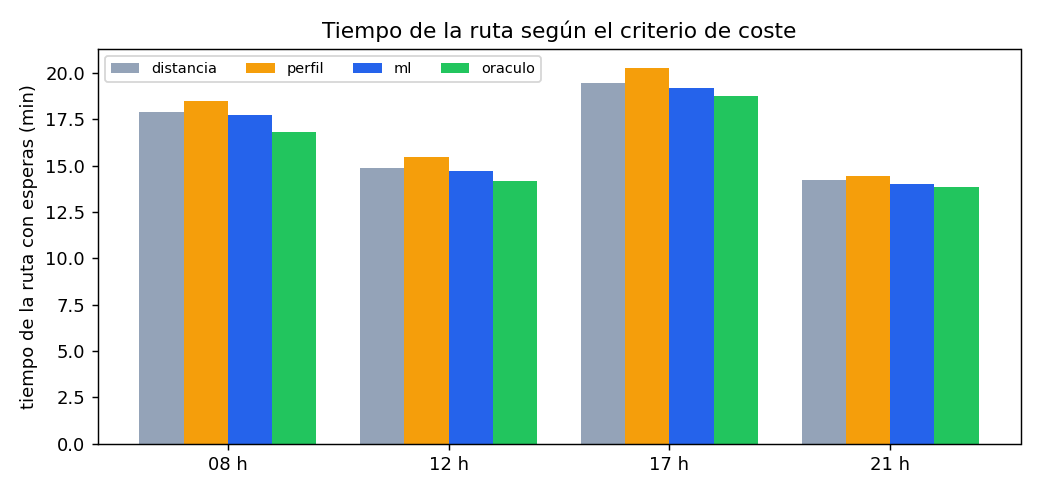 Tiempo de la ruta según el criterio de coste
distancia perfil ml oraculo
tiempo de la ruta con esperas (min)
20.0
17.5
15.0
12.5
10.0
7.5
5.0
2.5
0.0
08 h 12 h 17 h 21 h